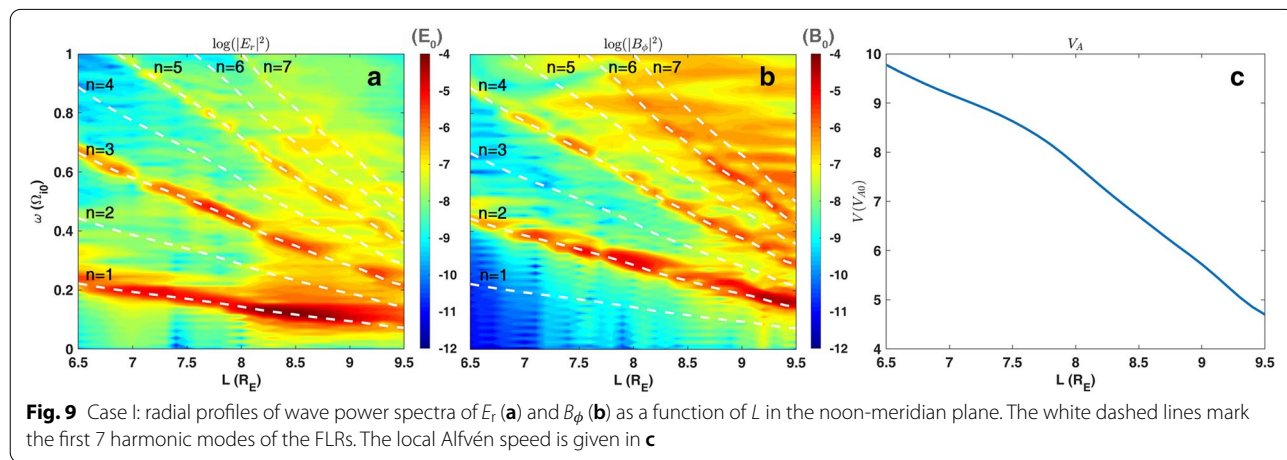 log(|E_r|²) (E_0)
1
0.8
0.6
0.4
0.2
0
ω (Ω_i0)
n=1
n=2
n=3
n=4
n=5
n=6
n=7
a
6.5 7 7.5 8 8.5 9 9.5
L (R_E)
-4
-5
-6
-7
-8
-9
-10
-11
-12
log(|B_ϕ|²) (B_0)
n=1
n=2
n=3
n=4
n=5
n=6
n=7
b
6.5 7 7.5 8 8.5 9 9.5
L (R_E)
-4
-5
-6
-7
-8
-9
-10
-11
-12
V_A
10
9
8
7
6
5
4
V(V_A0)
c
6.5 7 7.5 8 8.5 9 9.5
L (R_E)
Fig. 9 Case I: radial profiles of wave power spectra of E_r (a) and B_ϕ (b) as a function of L in the noon-meridian plane. The white dashed lines mark
the first 7 harmonic modes of the FLRs. The local Alfvén speed is given in c